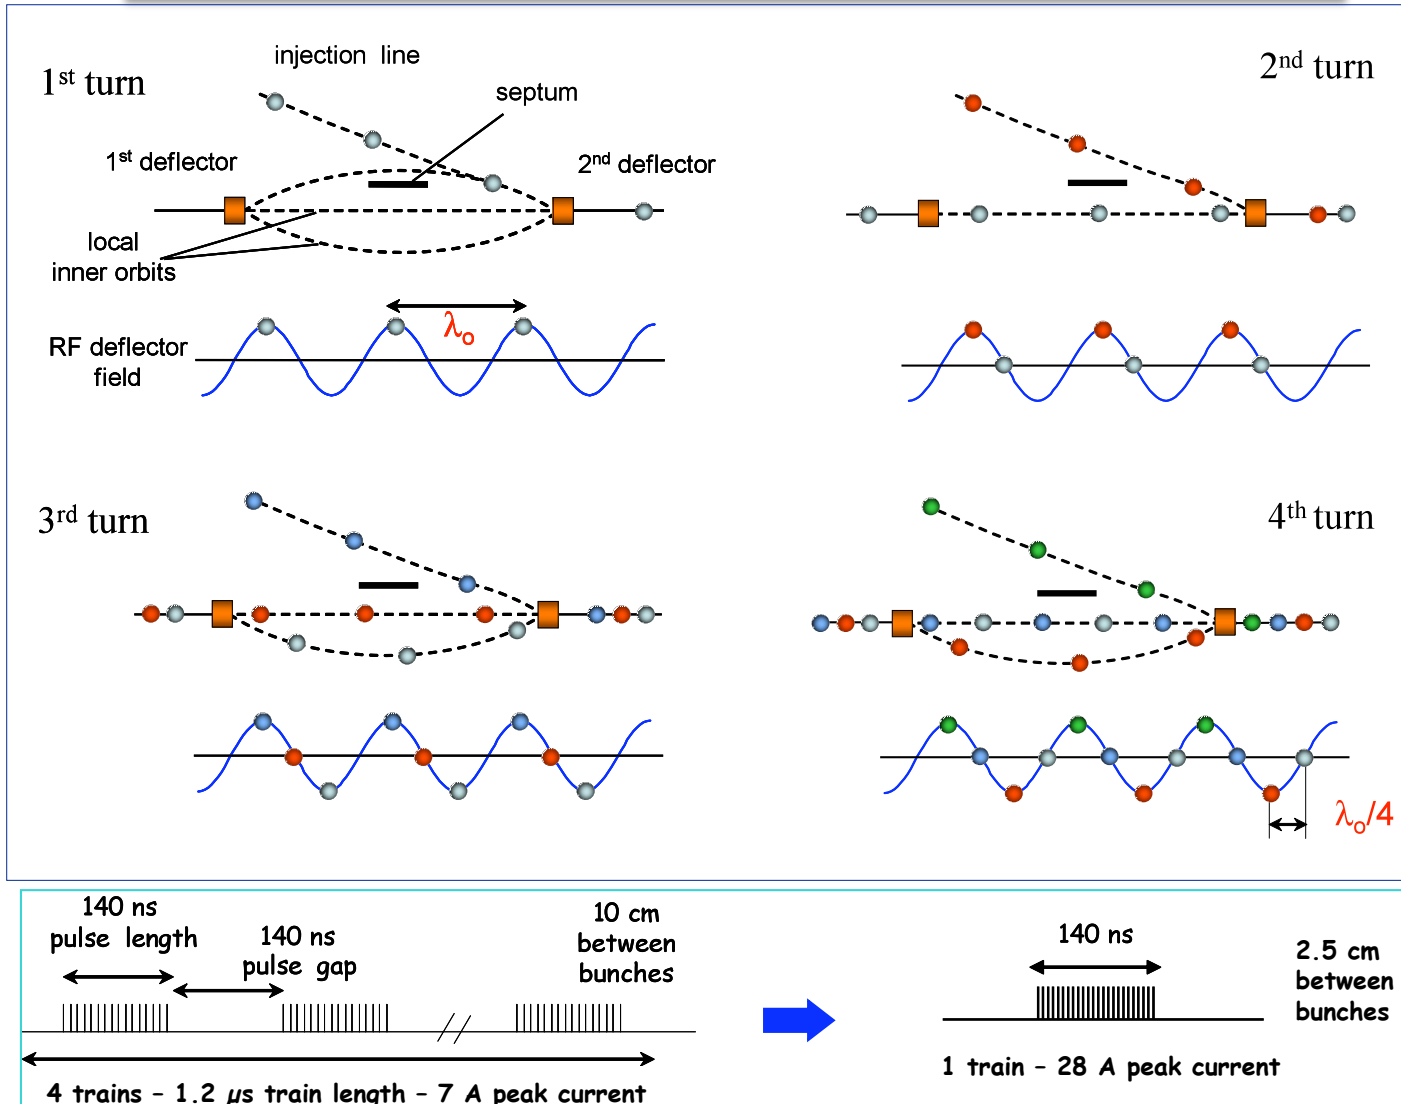 1st turn
injection line
septum
1st deflector
2nd deflector
local
inner orbits
λo
RF deflector
field
2nd turn
3rd turn
4th turn
λo/4
140 ns
pulse length
140 ns
pulse gap
10 cm
between
bunches
4 trains – 1.2 μs train length – 7 A peak current
140 ns
2.5 cm
between
bunches
1 train – 28 A peak current